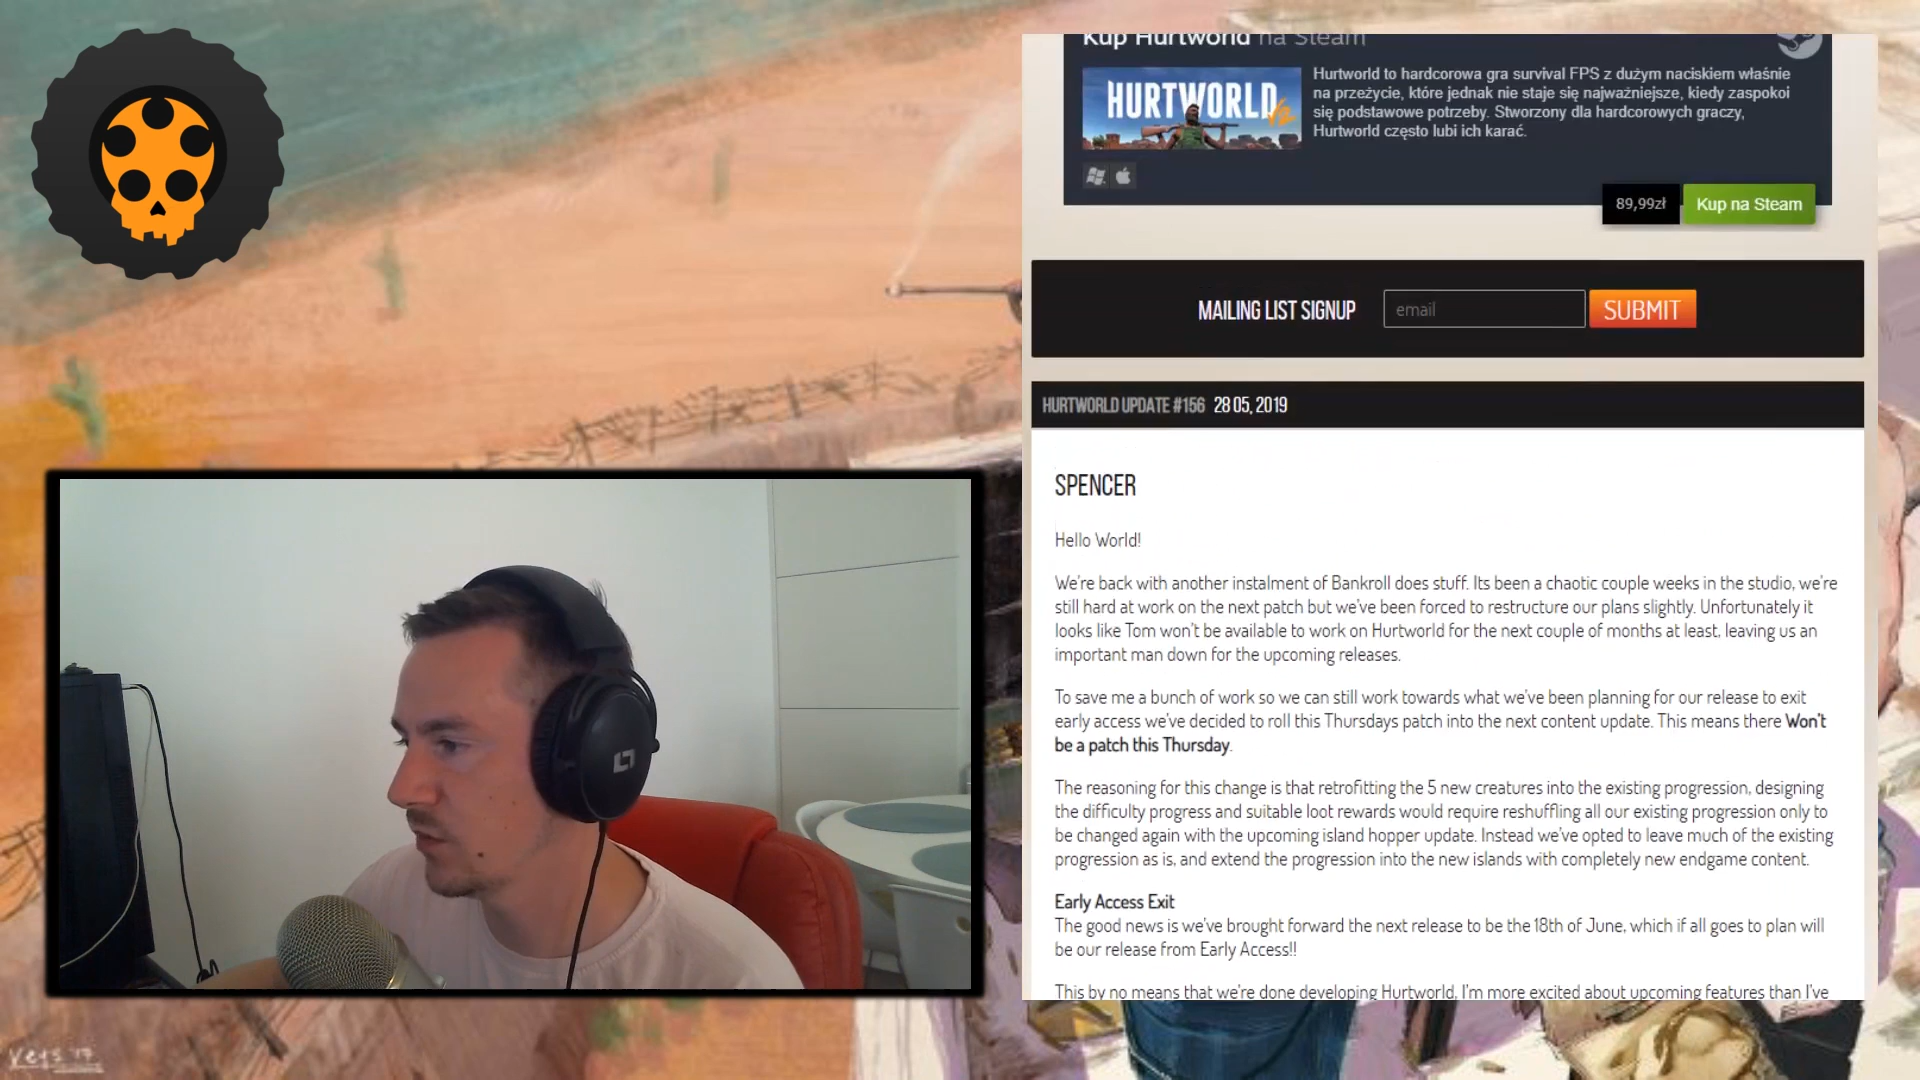 Kup Hurtworld na Steam
HURTWORLD V2
Hurtworld to hardcorowa gra survival FPS z dużym naciskiem właśnie
na przeżycie, które jednak nie staje się najważniejsze, kiedy zaspokoi
się podstawowe potrzeby. Stworzony dla hardcorowych graczy,
Hurtworld często lubi ich karać.
89,99zł Kup na Steam
MAILING LIST SIGNUP email SUBMIT
HURTWORLD UPDATE #156 28 05, 2019
SPENCER
Hello World!
We're back with another instalment of Bankroll does stuff. Its been a chaotic couple weeks in the studio, we're
still hard at work on the next patch but we've been forced to restructure our plans slightly. Unfortunately it
looks like Tom won't be available to work on Hurtworld for the next couple of months at least, leaving us an
important man down for the upcoming releases.
To save me a bunch of work so we can still work towards what we've been planning for our release to exit
early access we've decided to roll this Thursdays patch into the next content update. This means there Won't
be a patch this Thursday.
The reasoning for this change is that retrofitting the 5 new creatures into the existing progression, designing
the difficulty progress and suitable loot rewards would require reshuffling all our existing progression only to
be changed again with the upcoming island hopper update. Instead we've opted to leave much of the existing
progression as is, and extend the progression into the new islands with completely new endgame content.
Early Access Exit
The good news is we've brought forward the next release to be the 18th of June, which if all goes to plan will
be our release from Early Access!!
This by no means that we're done developing Hurtworld, I'm more excited about upcoming features than I've